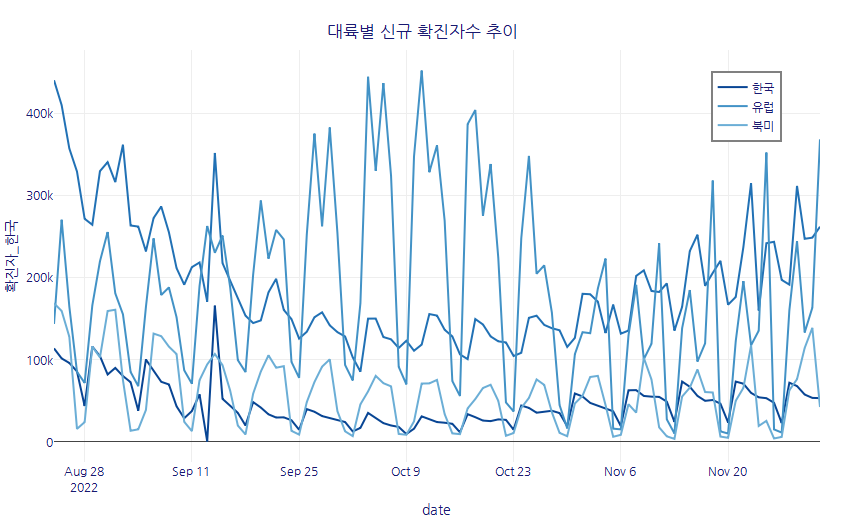 대륙별 신규 확진자수 추이
한국
유럽
북미
확진자_한국
400k
300k
200k
100k
0
Aug 28
2022
Sep 11
Sep 25
Oct 9
Oct 23
Nov 6
Nov 20
date